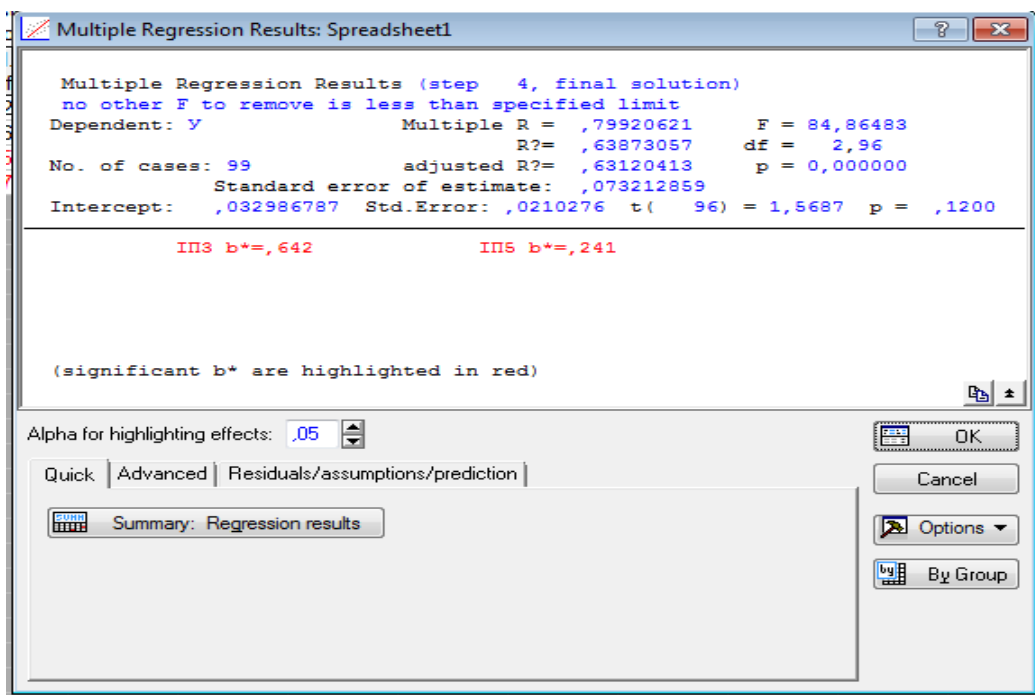 Multiple Regression Results: Spreadsheet1
Multiple Regression Results (step 4, final solution)
no other F to remove is less than specified limit
Dependent: У Multiple R = ,79920621 F = 84,86483
R?= ,63873057 df = 2,96
No. of cases: 99 adjusted R?= ,63120413 p = 0,000000
Standard error of estimate: ,073212859
Intercept: ,032986787 Std.Error: ,0210276 t( 96) = 1,5687 p = ,1200
ІП3 b*=,642 ІП5 b*=,241
(significant b* are highlighted in red)
Alpha for highlighting effects: ,05
OK
Quick Advanced Residuals/assumptions/prediction
Cancel
Summary: Regression results
Options
By Group